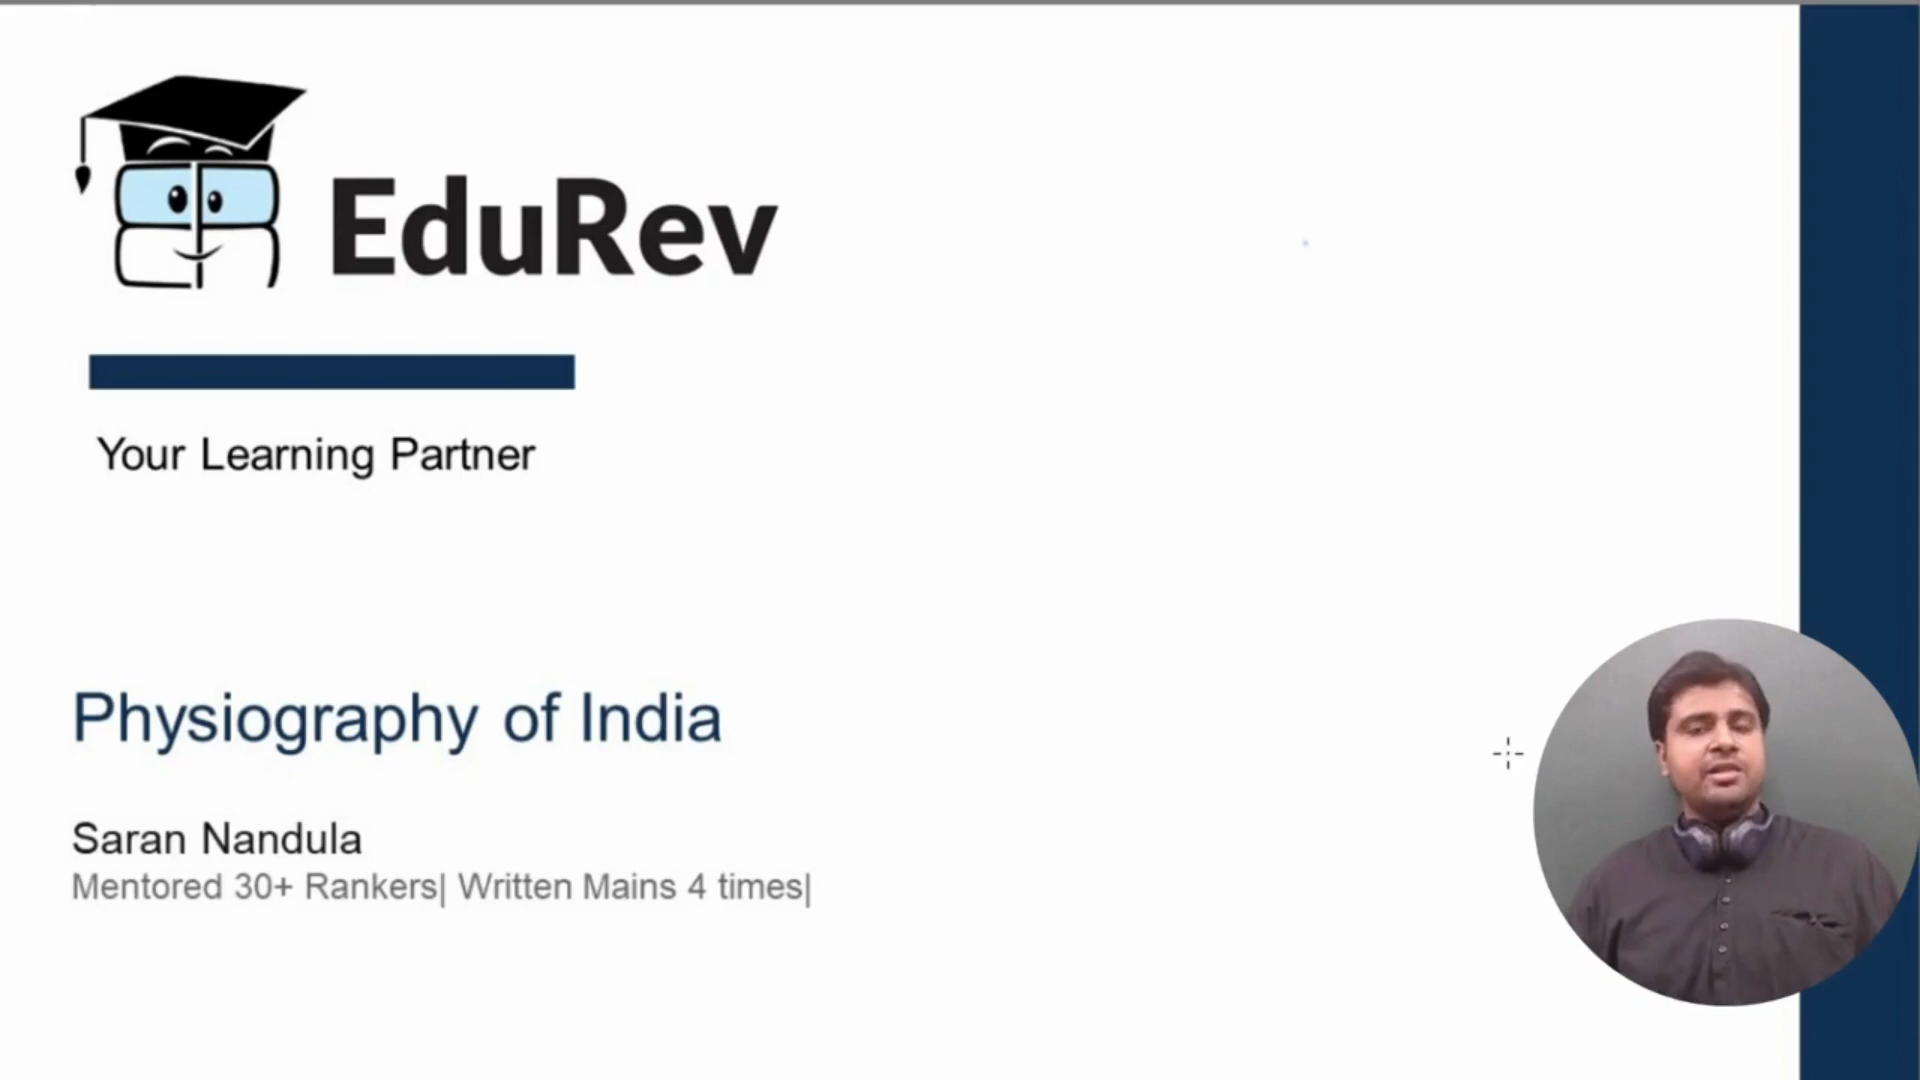 EduRev
Your Learning Partner
Physiography of India
Saran Nandula
Mentored 30+ Rankers| Written Mains 4 times|